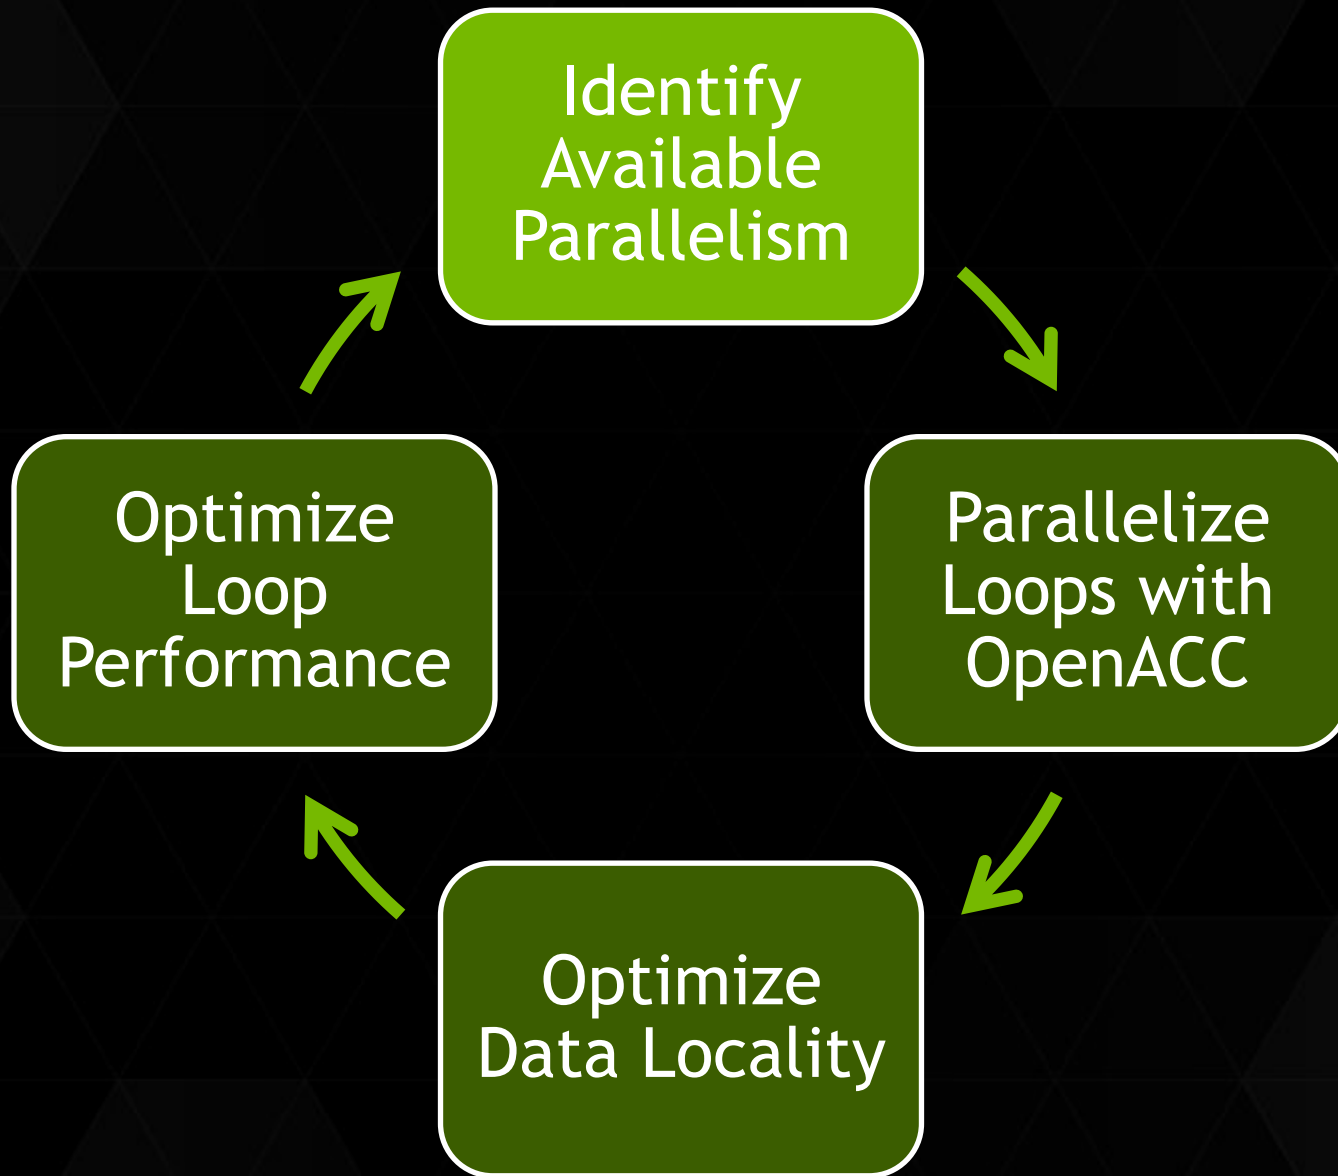 Identify
Available
Parallelism
Parallelize
Loops with
OpenACC
Optimize
Data Locality
Optimize
Loop
Performance